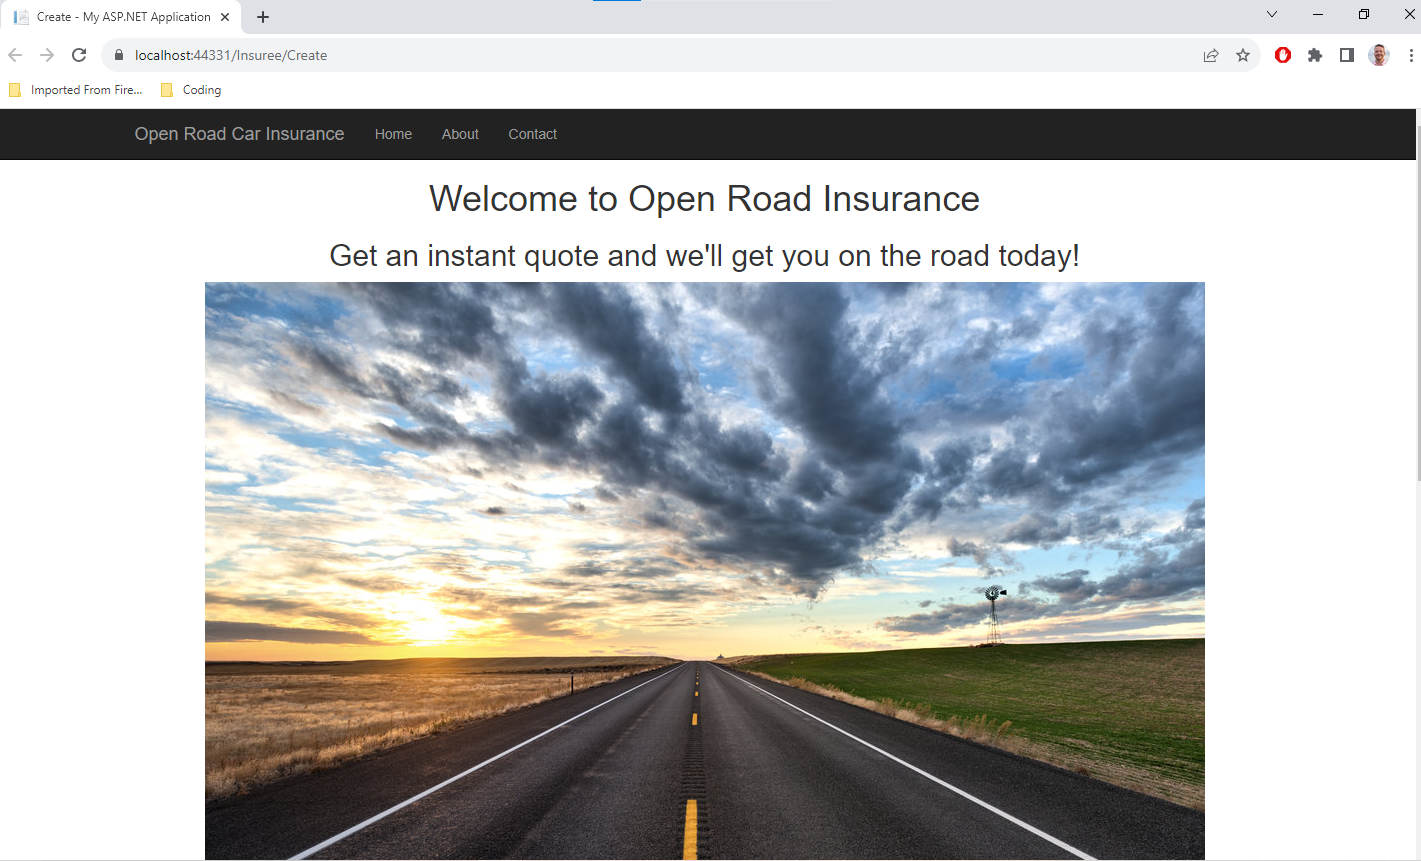 Create - My ASP.NET Application
localhost:44331/Insuree/Create
Imported From Fire... Coding
Open Road Car Insurance Home About Contact
Welcome to Open Road Insurance
Get an instant quote and we'll get you on the road today!